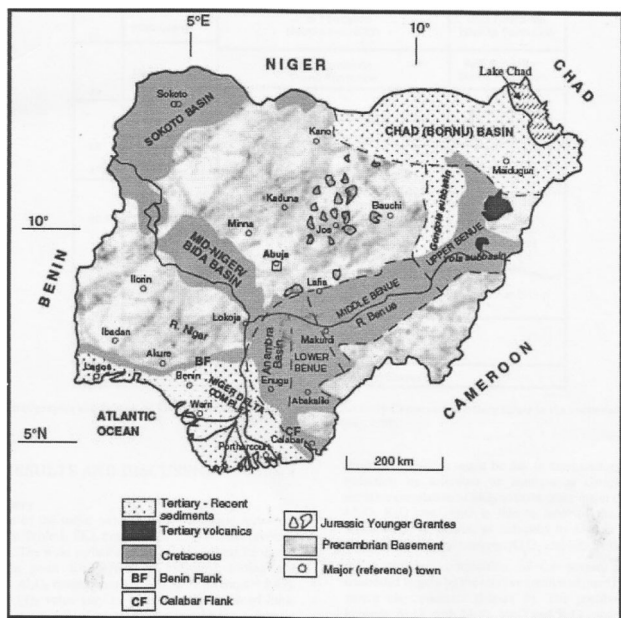 5°E
10°
NIGER
CHAD
Lake Chad
Sokoto
SOKOTO BASIN
Kano
CHAD (BORNU) BASIN
Maiduguri
Kaduna
Bauchi
Jos
Gongola subbasin
10°
Minna
MID-NIGER/
BIDA BASIN
Abuja
UPPER BENUE
Yola subbasin
BENIN
Ilorin
Lafia
MIDDLE BENUE
R. Benue
R. Niger
Lokoja
Makurdi
Ibadan
Anambra
Basin
LOWER
BENUE
Akure
BF
Lagos
Benin
Enugu
Abakaliki
CAMEROON
NIGER DELTA
COMPLEX
Warri
ATLANTIC
OCEAN
CF
Calabar
5°N
Portharcourt
200 km
Tertiary - Recent
sediments
Tertiary volcanics
Cretaceous
BF Benin Flank
CF Calabar Flank
Jurassic Younger Grantes
Precambrian Basement
Major (reference) town